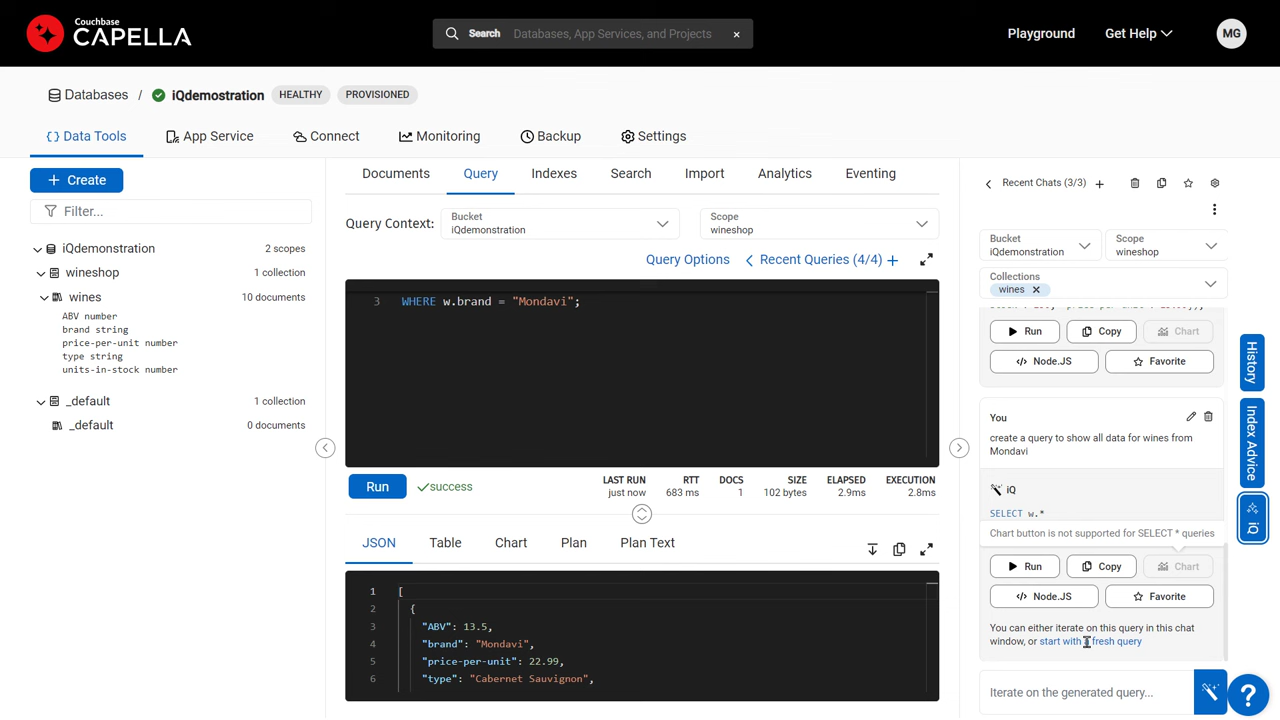 Couchbase
CAPELLA
Search Databases, App Services, and Projects ×
Playground
Get Help
MG
Databases / iQdemostration HEALTHY PROVISIONED
Data Tools
App Service
Connect
Monitoring
Backup
Settings
+ Create
Filter...
iQdemonstration 2 scopes
wineshop 1 collection
wines 10 documents
ABV number
brand string
price-per-unit number
type string
units-in-stock number
_default 1 collection
_default 0 documents
Documents
Query
Indexes
Search
Import
Analytics
Eventing
Query Context:
Bucket
iQdemonstration
Scope
wineshop
Query Options
Recent Queries (4/4) +
3 WHERE w.brand = "Mondavi";
Run
success
LAST RUN
just now
RTT
683 ms
DOCS
1
SIZE
102 bytes
ELAPSED
2.9ms
EXECUTION
2.8ms
JSON
Table
Chart
Plan
Plan Text
1 [
2 {
3 "ABV": 13.5,
4 "brand": "Mondavi",
5 "price-per-unit": 22.99,
6 "type": "Cabernet Sauvignon",
Recent Chats (3/3) +
Bucket
iQdemonstration
Scope
wineshop
Collections
wines ×
Run
Copy
Chart
</> Node.JS
Favorite
You
create a query to show all data for wines from
Mondavi
iQ
SELECT w.*
Chart button is not supported for SELECT * queries
Run
Copy
Chart
</> Node.JS
Favorite
You can either iterate on this query in this chat
window, or start with a fresh query
Iterate on the generated query...
History
Index Advice
iQ
?